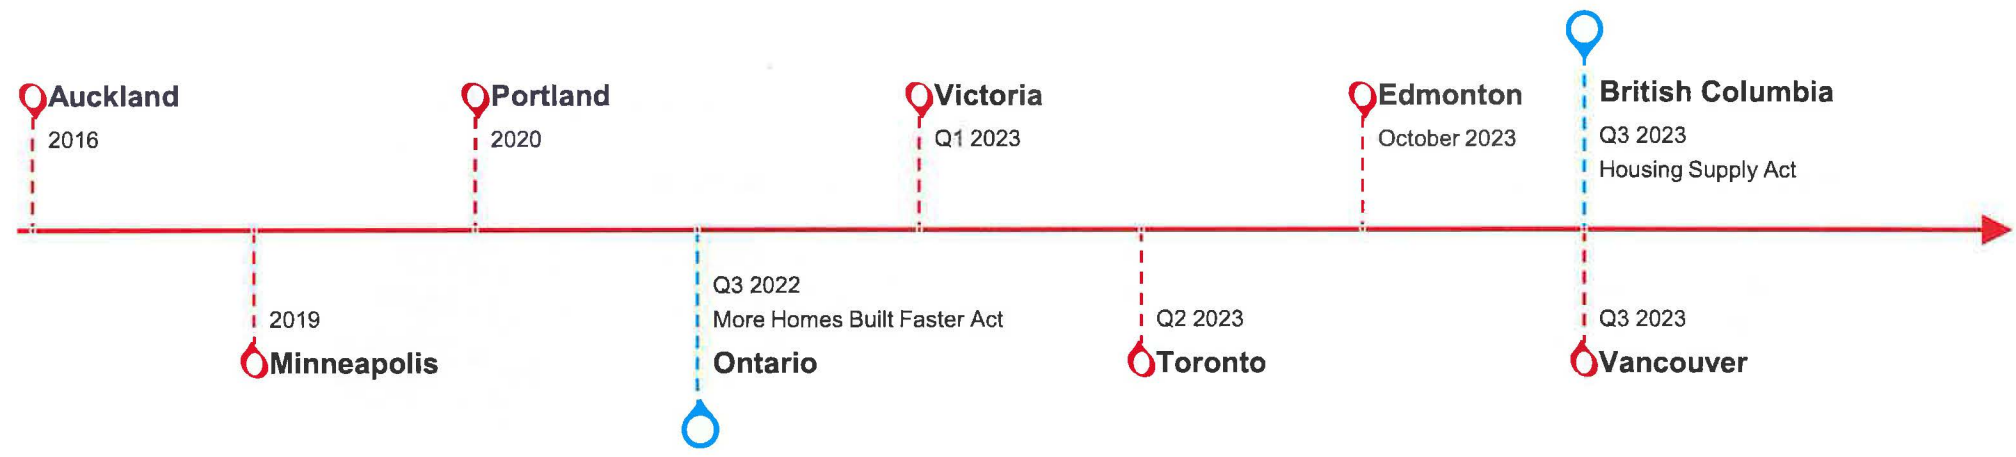 Auckland
2016
2019
Minneapolis
Portland
2020
Q3 2022
More Homes Built Faster Act
Ontario
Victoria
Q1 2023
Q2 2023
Toronto
Edmonton
October 2023
British Columbia
Q3 2023
Housing Supply Act
Q3 2023
Vancouver